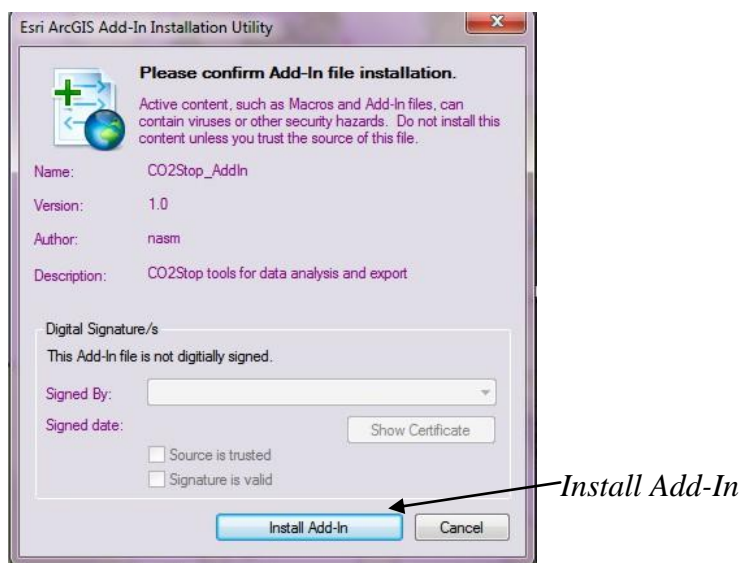 Esri ArcGIS Add-In Installation Utility
Please confirm Add-In file installation.
Active content, such as Macros and Add-In files, can
contain viruses or other security hazards. Do not install this
content unless you trust the source of this file.
Name: CO2Stop_AddIn
Version: 1.0
Author: nasm
Description: CO2Stop tools for data analysis and export
Digital Signature/s
This Add-In file is not digitially signed.
Signed By:
Signed date:
Show Certificate
Source is trusted
Signature is valid
Install Add-In
Install Add-In Cancel